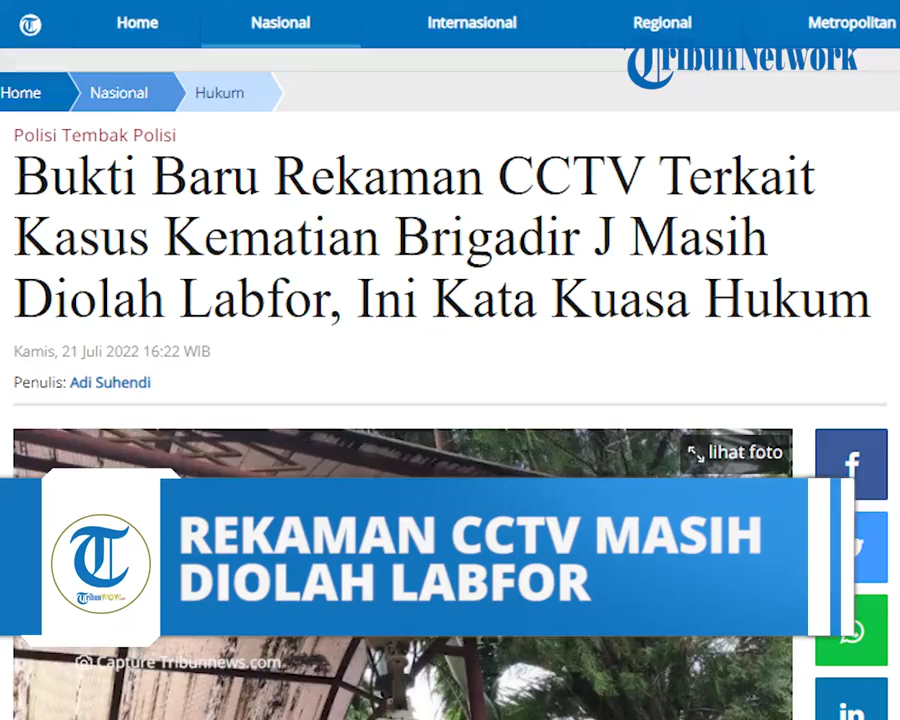 Home Nasional Internasional Regional Metropolitan
TribunNetwork
Home Nasional Hukum
Polisi Tembak Polisi
Bukti Baru Rekaman CCTV Terkait
Kasus Kematian Brigadir J Masih
Diolah Labfor, Ini Kata Kuasa Hukum
Kamis, 21 Juli 2022 16:22 WIB
Penulis: Adi Suhendi
lihat foto
REKAMAN CCTV MASIH
DIOLAH LABFOR
Capture Tribunnews.com